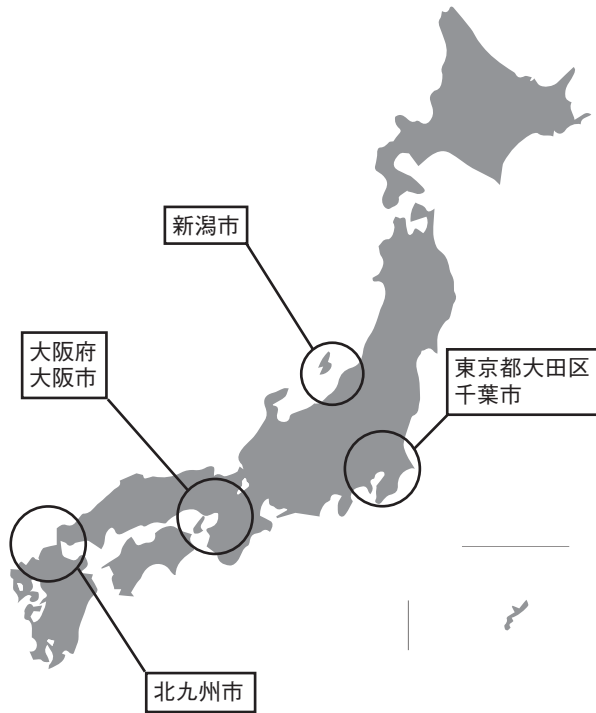 新潟市
大阪府
大阪市
東京都大田区
千葉市
北九州市